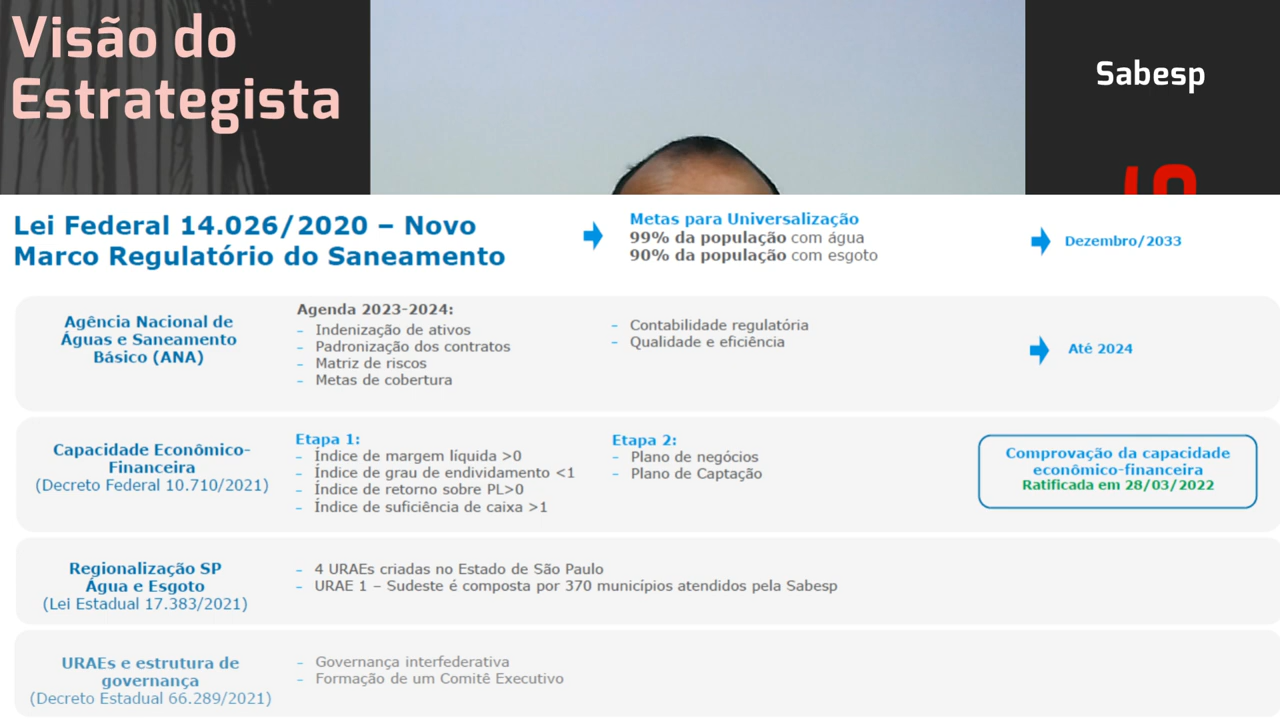 Visão do
Estrategista
Sabesp
Lei Federal 14.026/2020 – Novo
Marco Regulatório do Saneamento
Metas para Universalização
99% da população com água
90% da população com esgoto
Dezembro/2033
Agência Nacional de
Águas e Saneamento
Básico (ANA)
Agenda 2023-2024:
- Indenização de ativos
- Padronização dos contratos
- Matriz de riscos
- Metas de cobertura
- Contabilidade regulatória
- Qualidade e eficiência
Até 2024
Capacidade Econômico-
Financeira
(Decreto Federal 10.710/2021)
Etapa 1:
- Índice de margem líquida >0
- Índice de grau de endividamento <1
- Índice de retorno sobre PL>0
- Índice de suficiência de caixa >1
Etapa 2:
- Plano de negócios
- Plano de Captação
Comprovação da capacidade
econômico-financeira
Ratificada em 28/03/2022
Regionalização SP
Água e Esgoto
(Lei Estadual 17.383/2021)
- 4 URAEs criadas no Estado de São Paulo
- URAE 1 – Sudeste é composta por 370 municípios atendidos pela Sabesp
URAEs e estrutura de
governança
(Decreto Estadual 66.289/2021)
- Governança interfederativa
- Formação de um Comitê Executivo